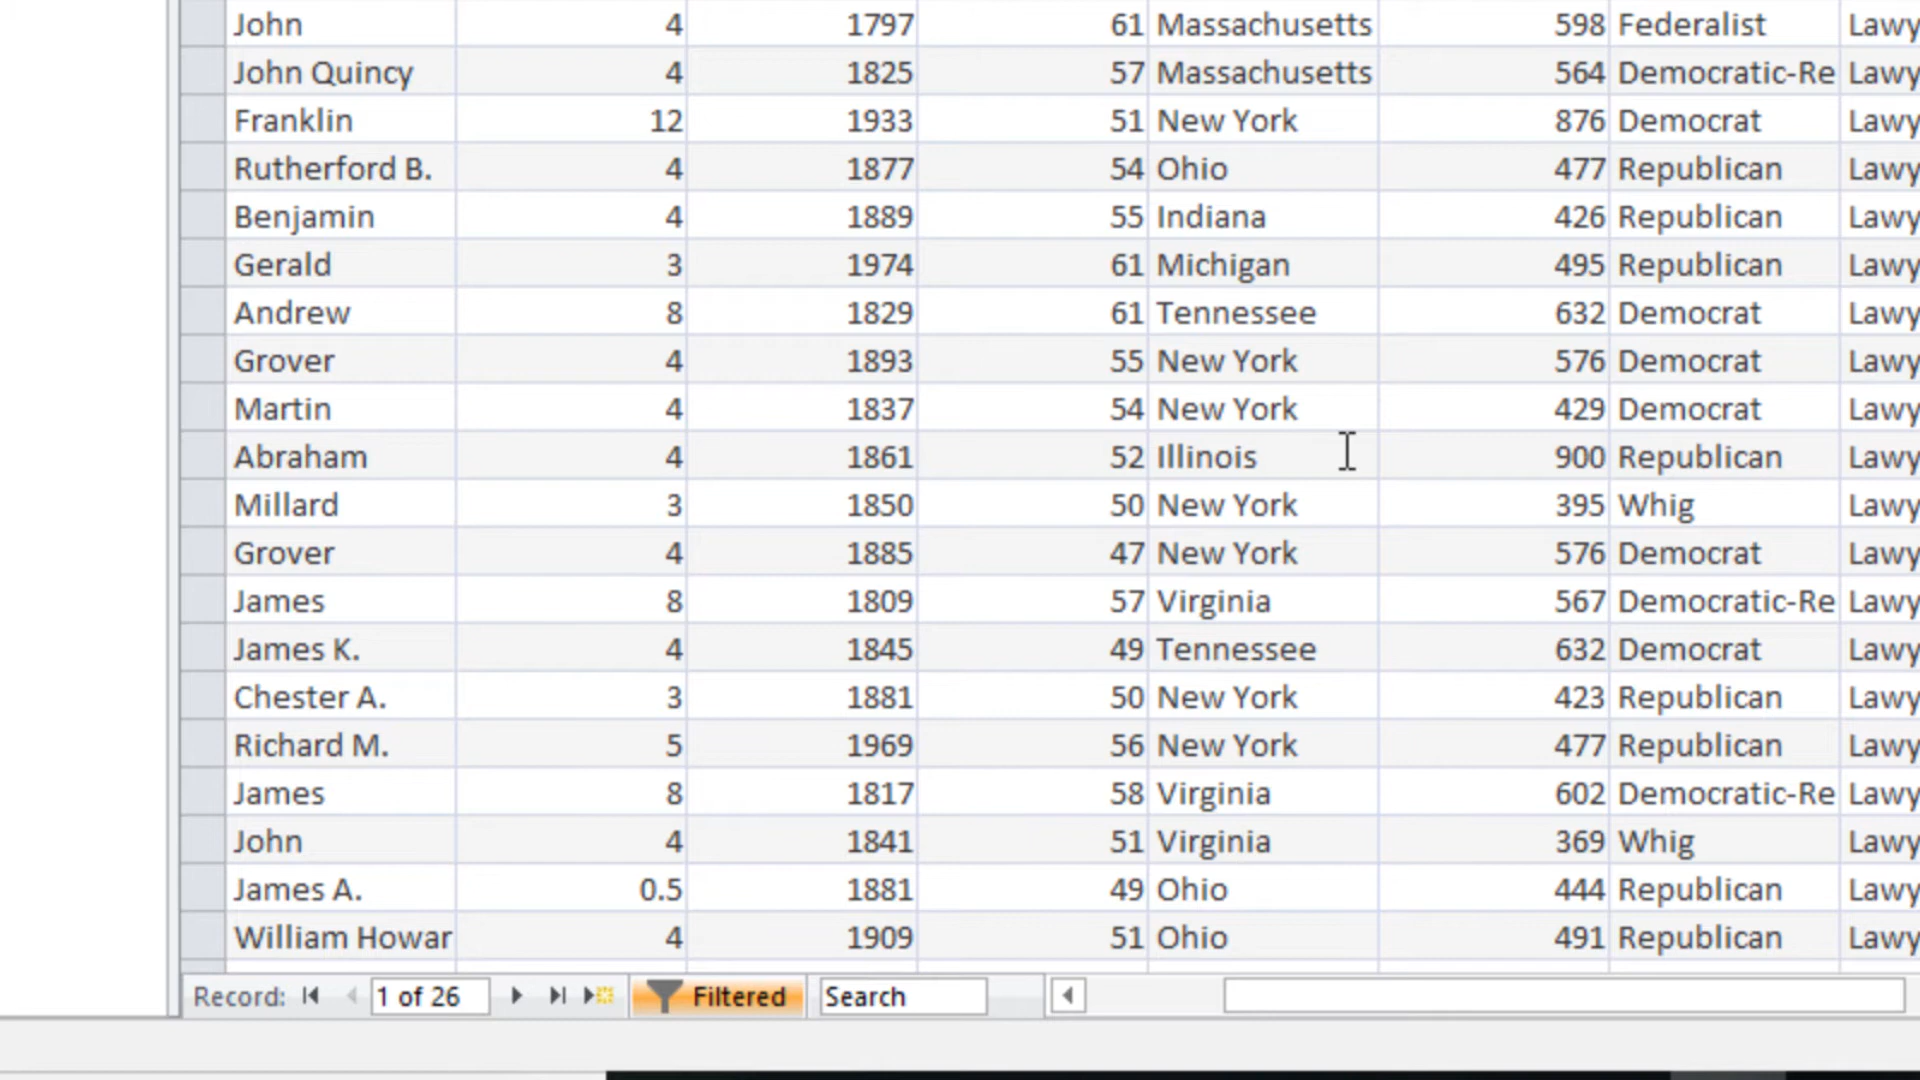 John 4 1797 61 Massachusetts 598 Federalist Lawy
John Quincy 4 1825 57 Massachusetts 564 Democratic-Re Lawy
Franklin 12 1933 51 New York 876 Democrat Lawy
Rutherford B. 4 1877 54 Ohio 477 Republican Lawy
Benjamin 4 1889 55 Indiana 426 Republican Lawy
Gerald 3 1974 61 Michigan 495 Republican Lawy
Andrew 8 1829 61 Tennessee 632 Democrat Lawy
Grover 4 1893 55 New York 576 Democrat Lawy
Martin 4 1837 54 New York 429 Democrat Lawy
Abraham 4 1861 52 Illinois 900 Republican Lawy
Millard 3 1850 50 New York 395 Whig Lawy
Grover 4 1885 47 New York 576 Democrat Lawy
James 8 1809 57 Virginia 567 Democratic-Re Lawy
James K. 4 1845 49 Tennessee 632 Democrat Lawy
Chester A. 3 1881 50 New York 423 Republican Lawy
Richard M. 5 1969 56 New York 477 Republican Lawy
James 8 1817 58 Virginia 602 Democratic-Re Lawy
John 4 1841 51 Virginia 369 Whig Lawy
James A. 0.5 1881 49 Ohio 444 Republican Lawy
William Howar 4 1909 51 Ohio 491 Republican Lawy
Record: 1 of 26 Filtered Search